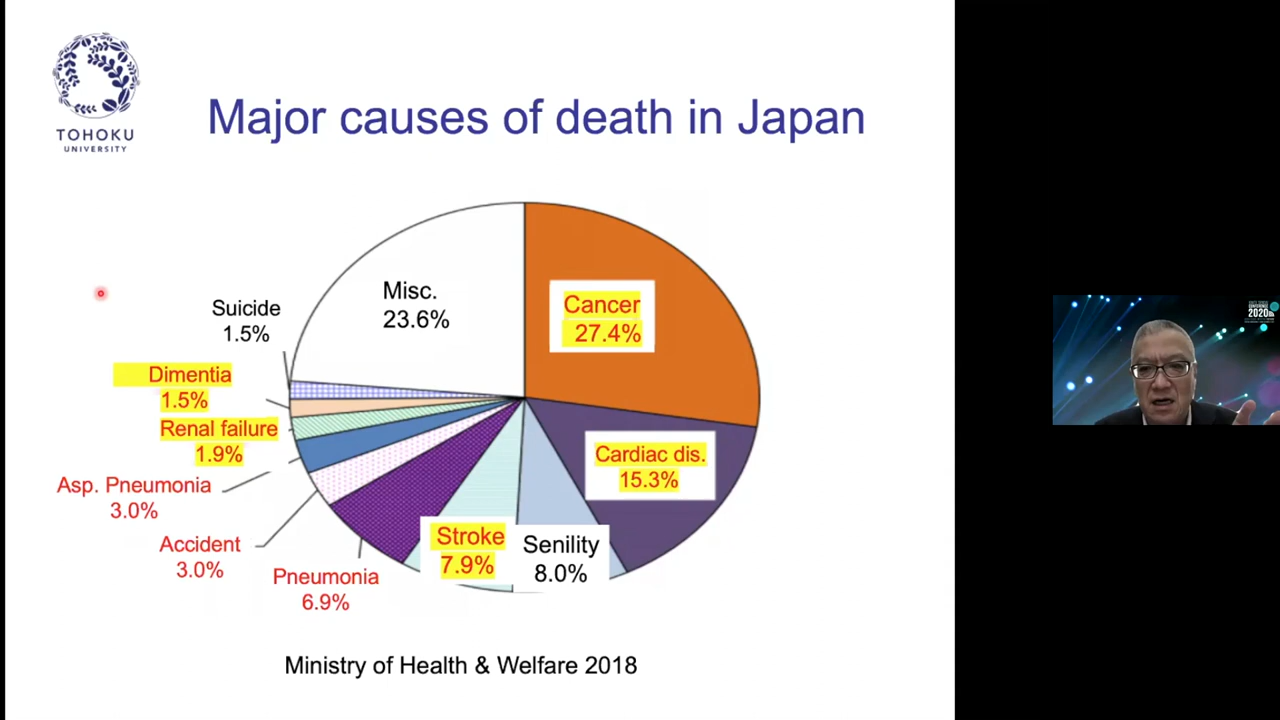 TOHOKU
UNIVERSITY
Major causes of death in Japan
Misc.
23.6%
Cancer
27.4%
Suicide
1.5%
Dimentia
1.5%
Renal failure
1.9%
Cardiac dis.
15.3%
Asp. Pneumonia
3.0%
Accident
3.0%
Stroke
7.9%
Senility
8.0%
Pneumonia
6.9%
Ministry of Health & Welfare 2018
CONFERENCE
2020